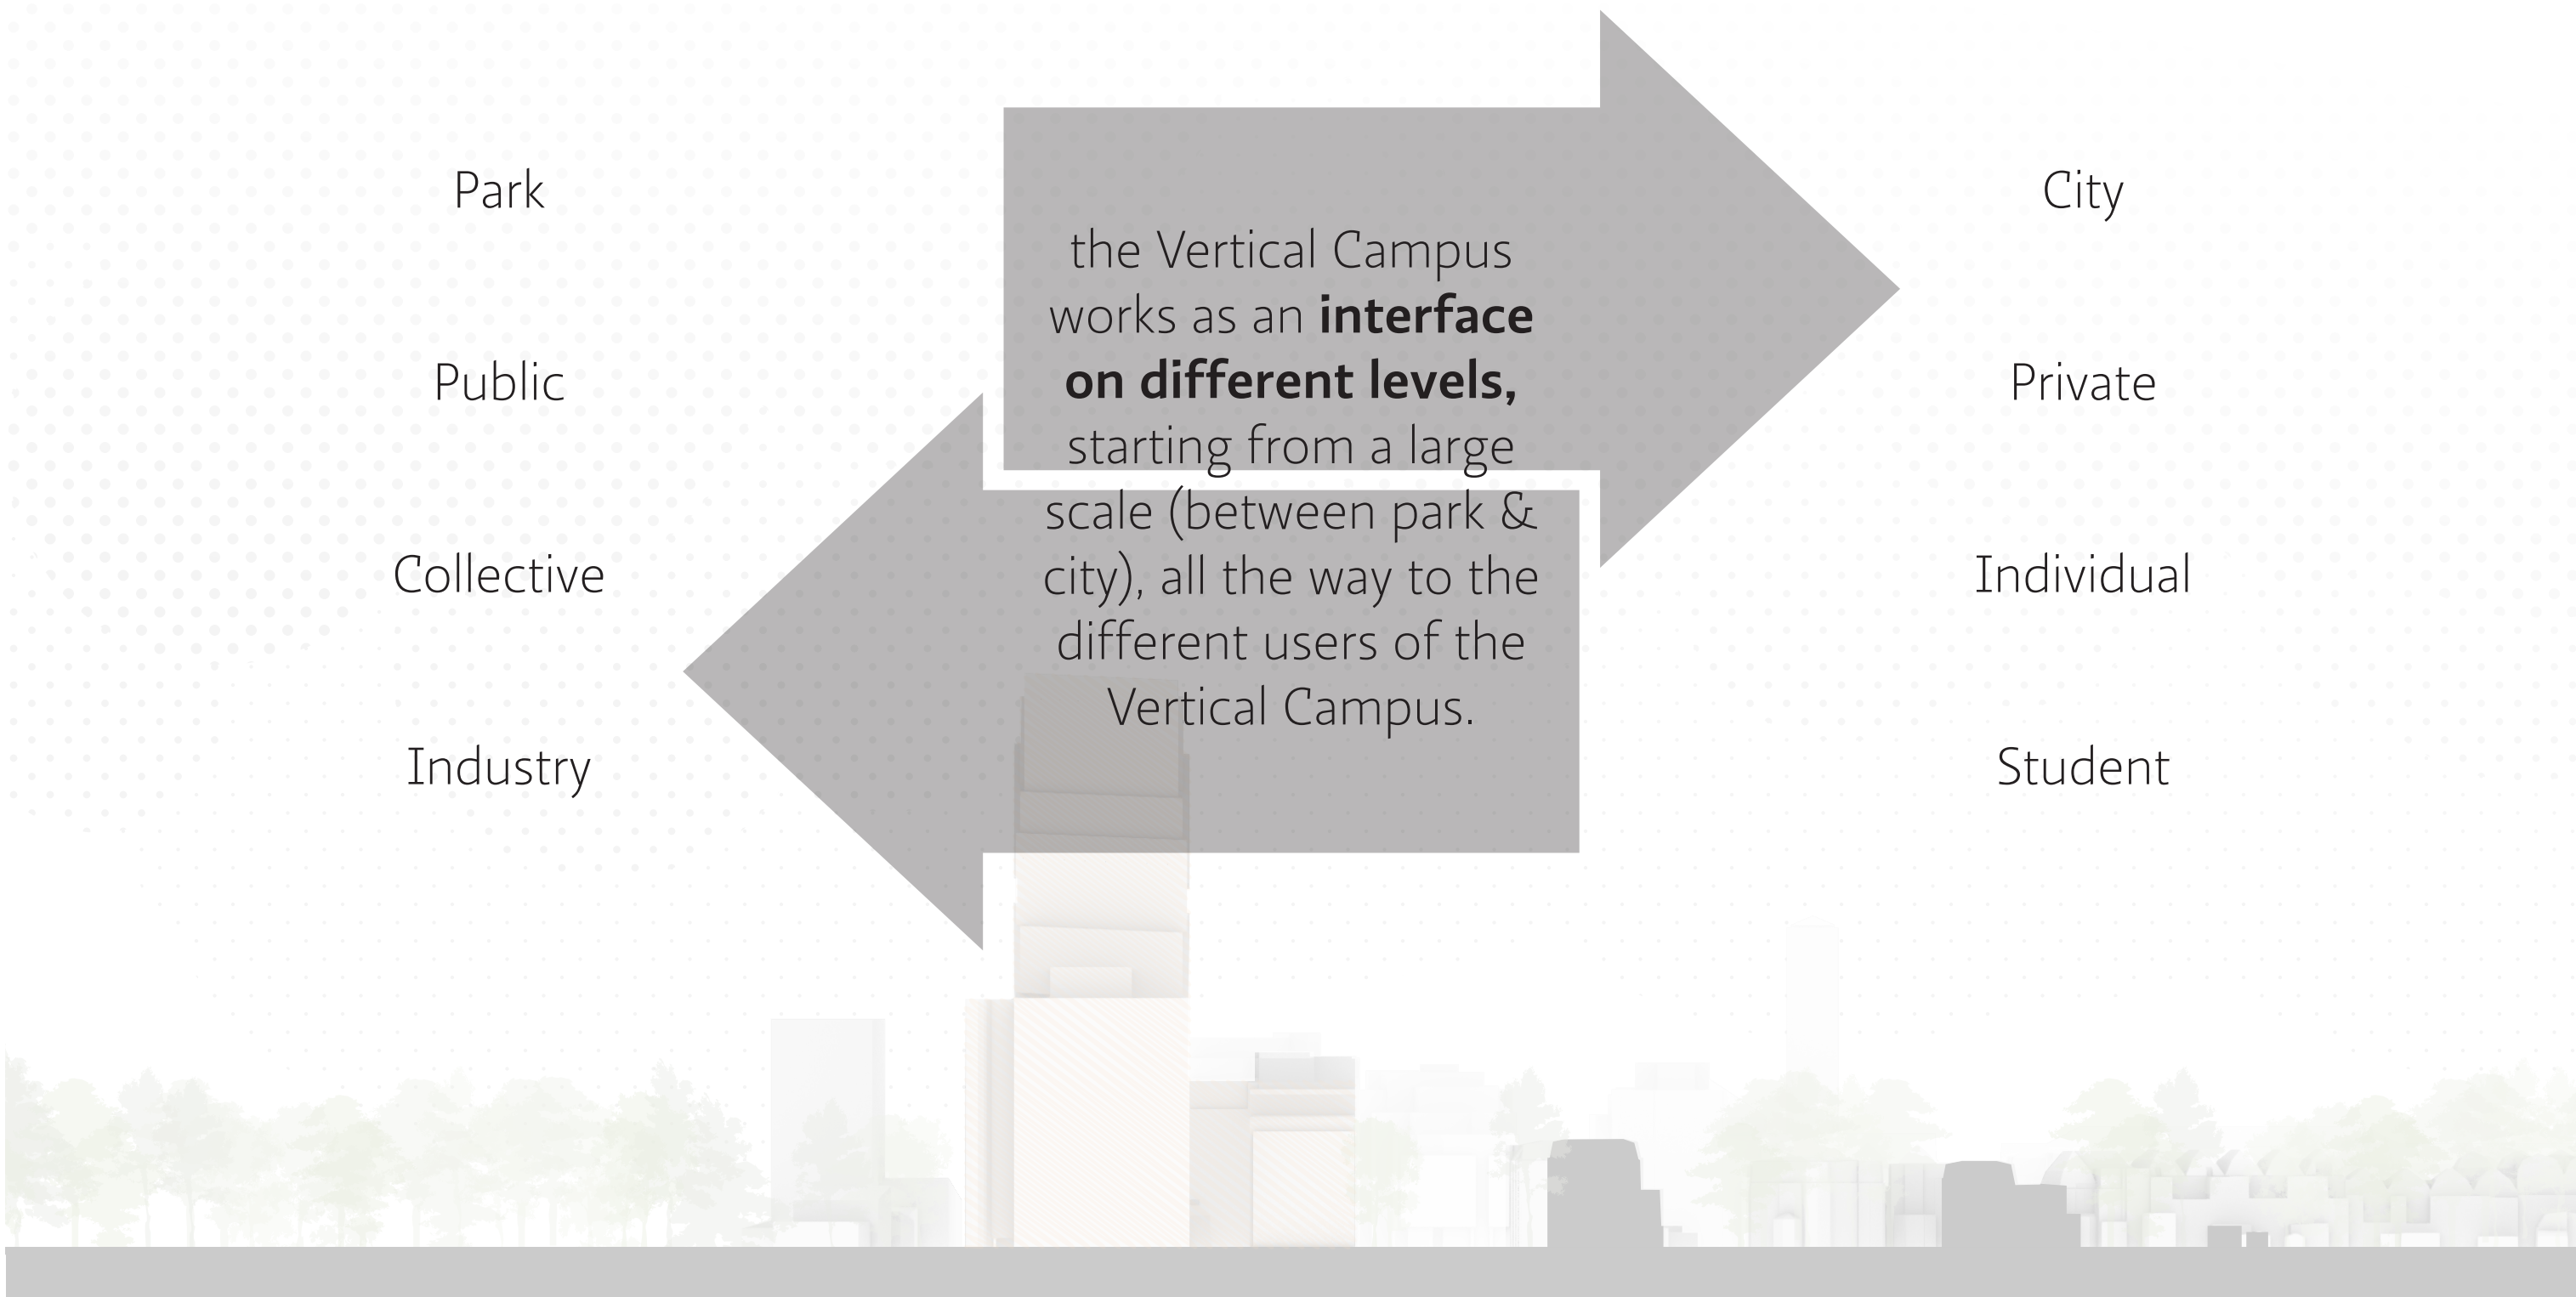 Park
Public
Collective
Industry
the Vertical Campus
works as an interface
on different levels,
starting from a large
scale (between park &
city), all the way to the
different users of the
Vertical Campus.
City
Private
Individual
Student